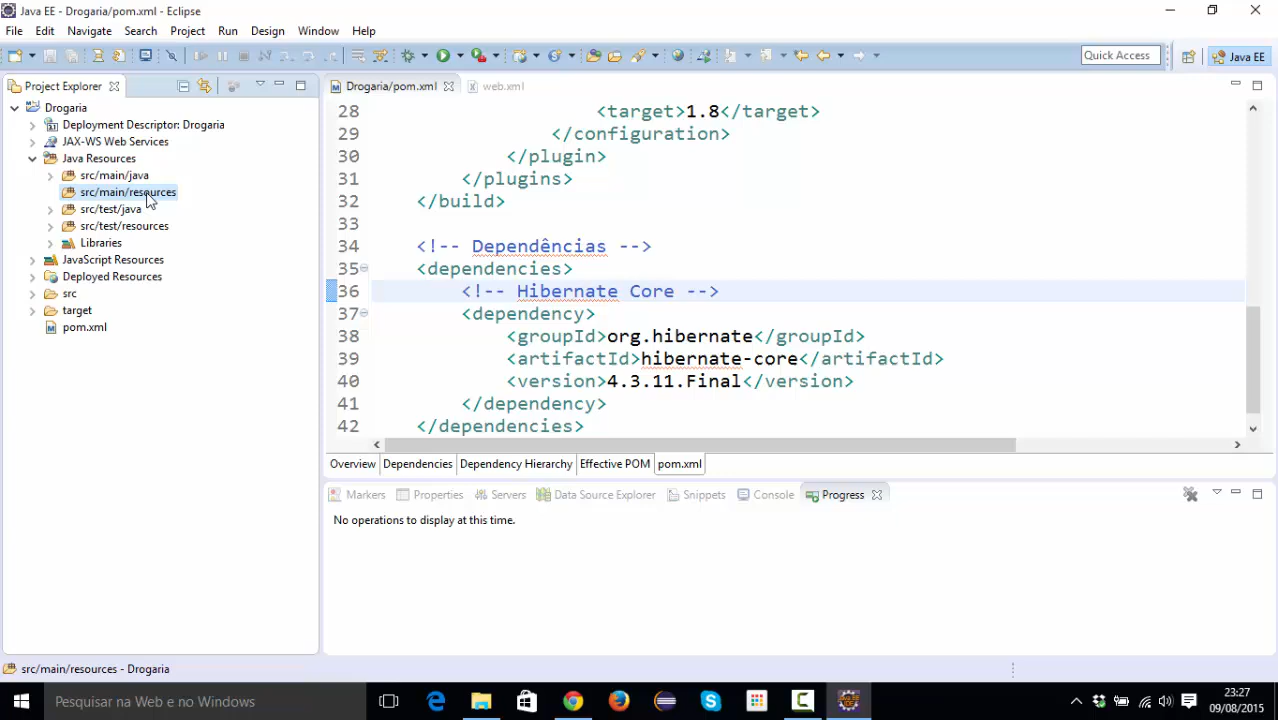 Java EE - Drogaria/pom.xml - Eclipse
File Edit Navigate Search Project Run Design Window Help
Quick Access Java EE
Project Explorer
Drogaria/pom.xml web.xml
Drogaria
Deployment Descriptor: Drogaria
JAX-WS Web Services
Java Resources
src/main/java
src/main/resources
src/test/java
src/test/resources
Libraries
JavaScript Resources
Deployed Resources
src
target
pom.xml
28 <target>1.8</target>
29 </configuration>
30 </plugin>
31 </plugins>
32 </build>
33
34 <!-- Dependências -->
35 <dependencies>
36 <!-- Hibernate Core -->
37 <dependency>
38 <groupId>org.hibernate</groupId>
39 <artifactId>hibernate-core</artifactId>
40 <version>4.3.11.Final</version>
41 </dependency>
42 </dependencies>
Overview Dependencies Dependency Hierarchy Effective POM pom.xml
Markers Properties Servers Data Source Explorer Snippets Console Progress
No operations to display at this time.
src/main/resources - Drogaria
Pesquisar na Web e no Windows
23:27
09/08/2015